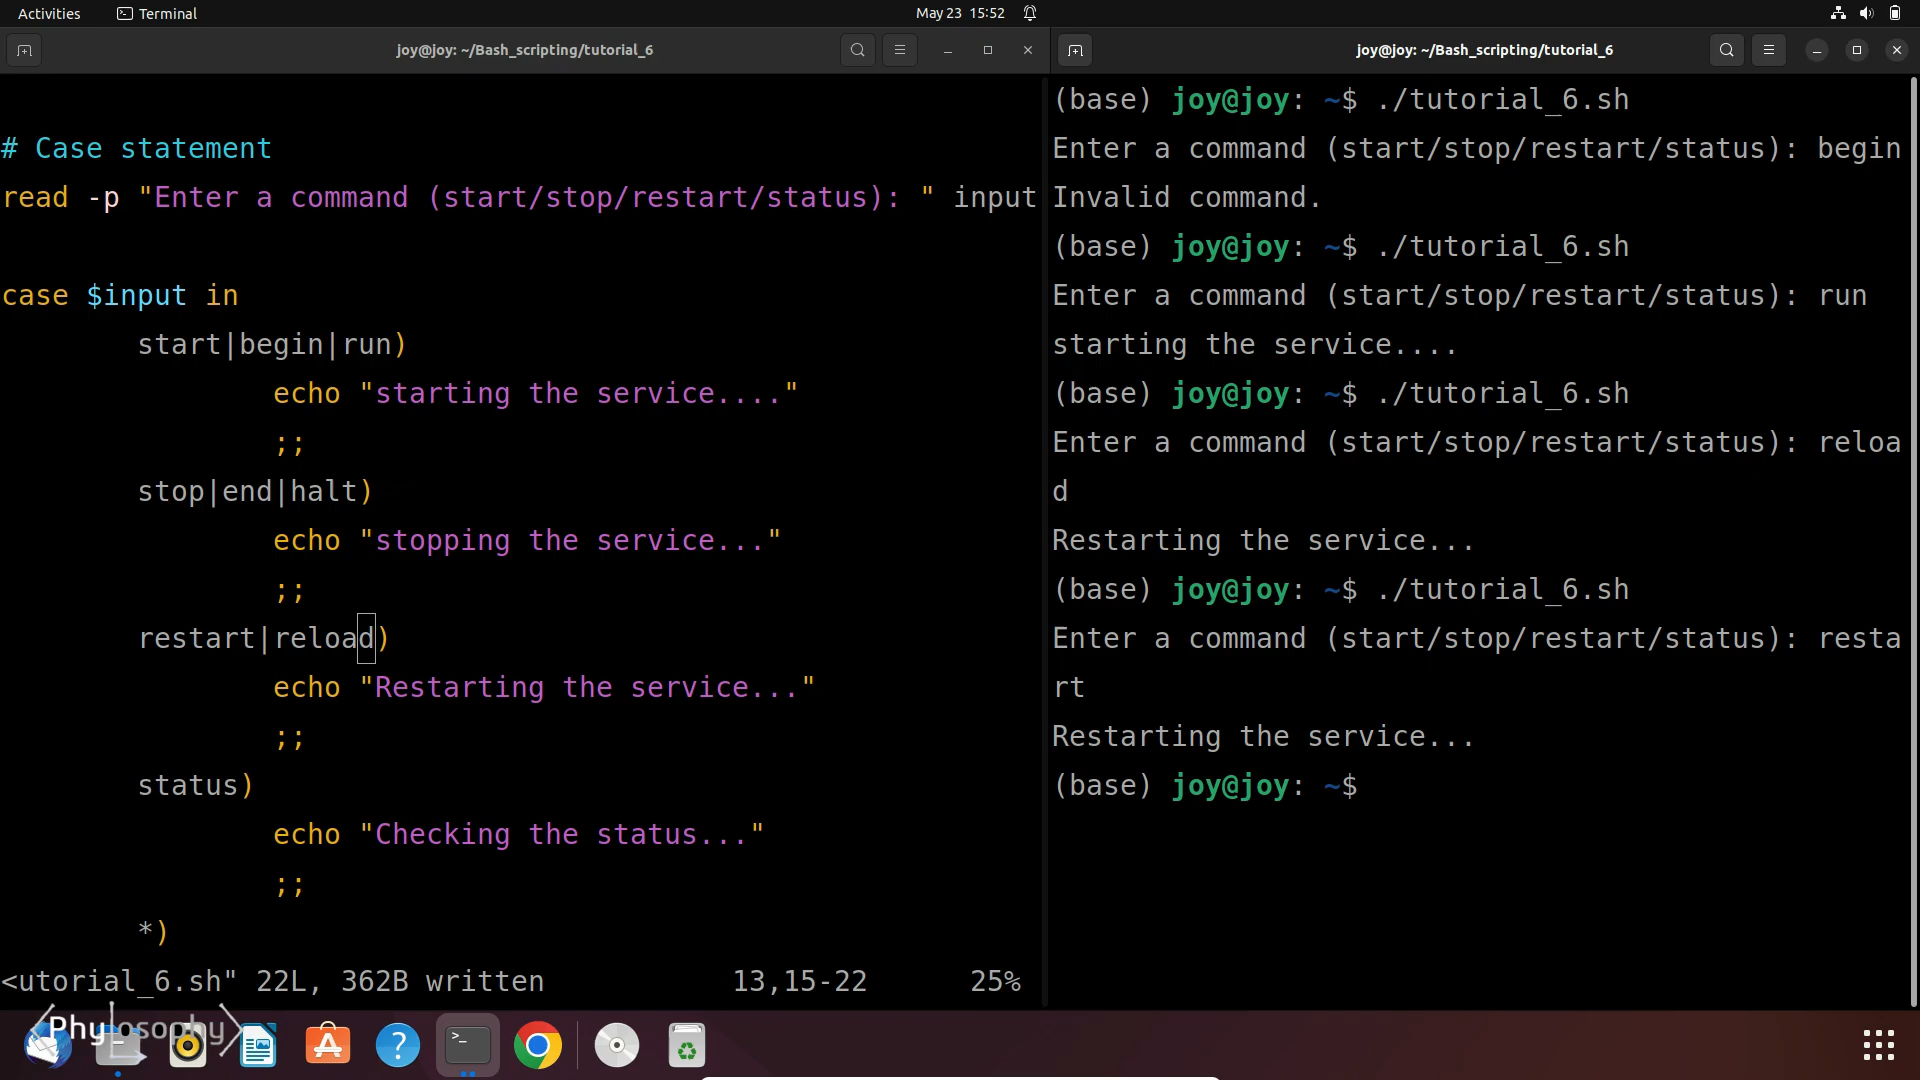 Activities
Terminal
May 23 15:52
joy@joy: ~/Bash_scripting/tutorial_6
# Case statement
read -p "Enter a command (start/stop/restart/status): " input
case $input in
start|begin|run)
echo "starting the service...."
;;
stop|end|halt)
echo "stopping the service..."
;;
restart|reload)
echo "Restarting the service..."
;;
status)
echo "Checking the status..."
;;
*)
<utorial_6.sh" 22L, 362B written 13,15-22 25%
joy@joy: ~/Bash_scripting/tutorial_6
(base) joy@joy: ~$ ./tutorial_6.sh
Enter a command (start/stop/restart/status): begin
Invalid command.
(base) joy@joy: ~$ ./tutorial_6.sh
Enter a command (start/stop/restart/status): run
starting the service....
(base) joy@joy: ~$ ./tutorial_6.sh
Enter a command (start/stop/restart/status): reloa
d
Restarting the service...
(base) joy@joy: ~$ ./tutorial_6.sh
Enter a command (start/stop/restart/status): resta
rt
Restarting the service...
(base) joy@joy: ~$
Phylosophy